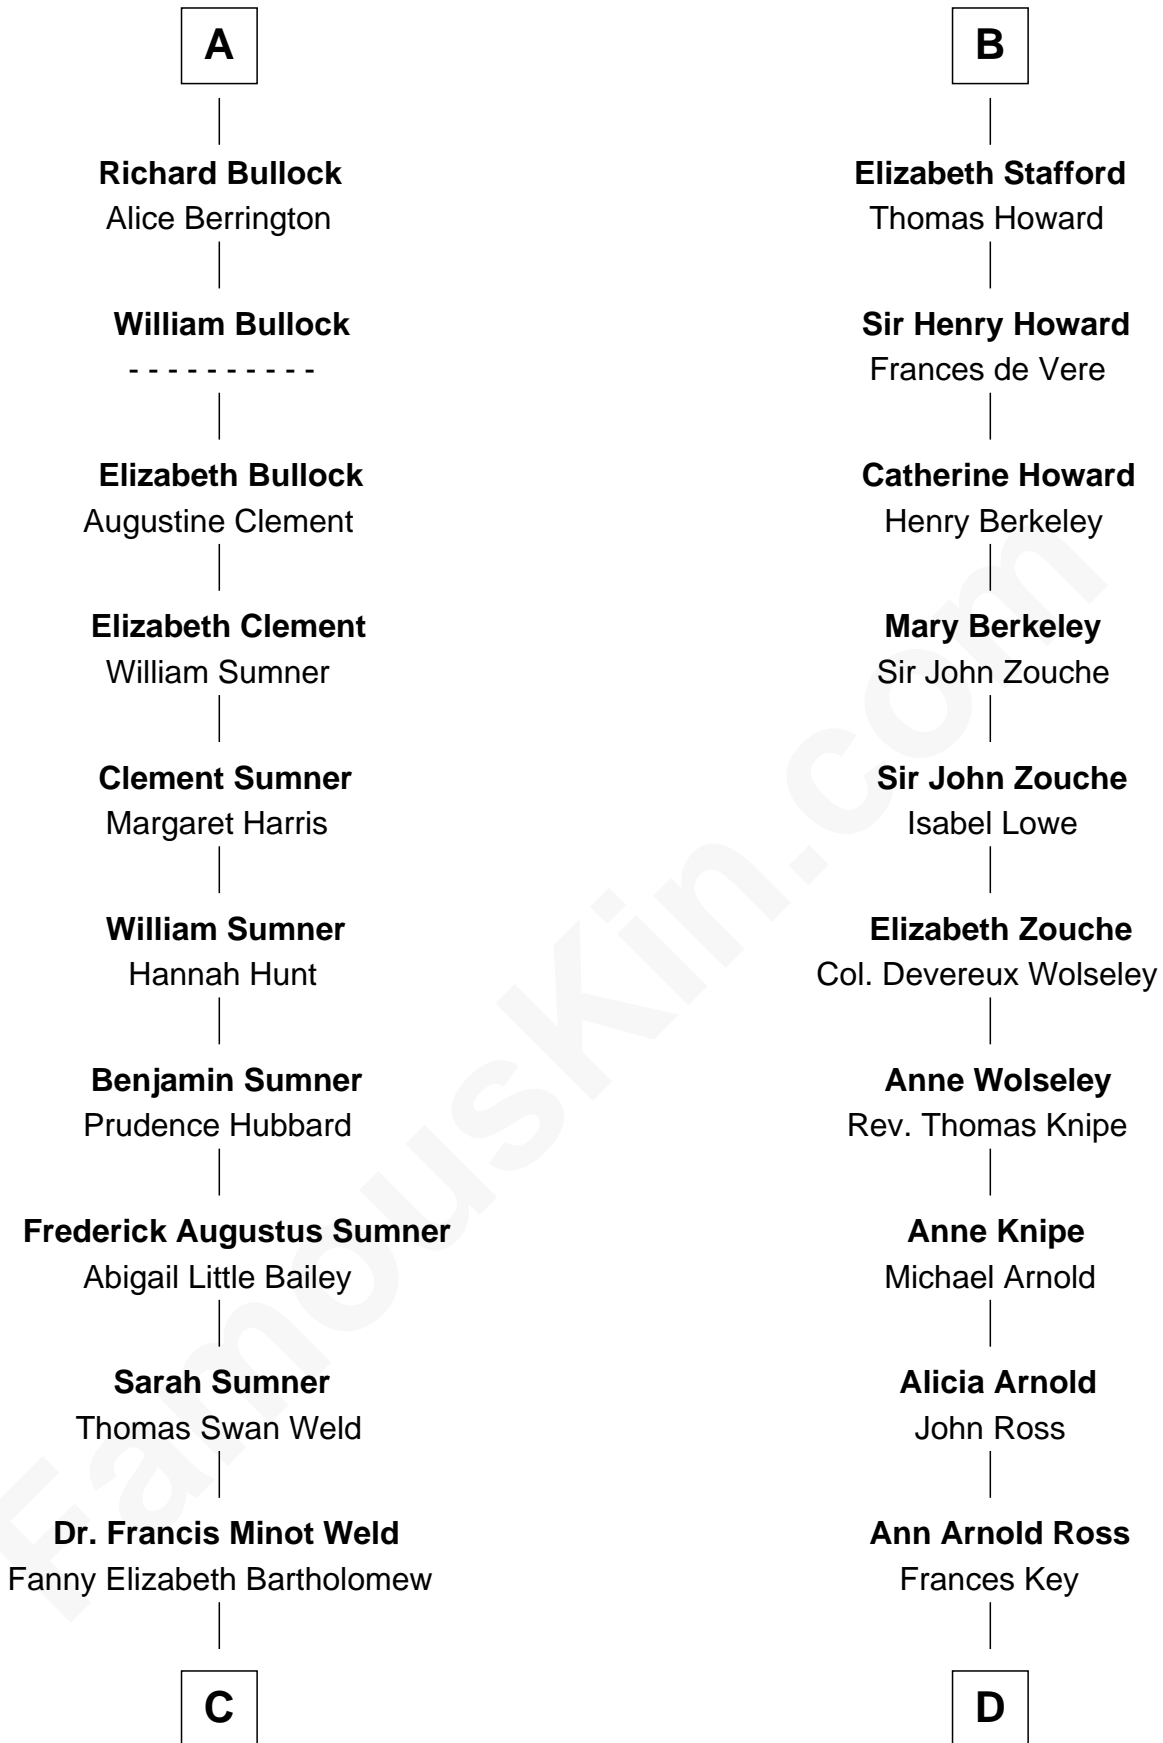 A
Richard Bullock
Alice Berrington
William Bullock
- - - - - - - - - -
Elizabeth Bullock
Augustine Clement
Elizabeth Clement
William Sumner
Clement Sumner
Margaret Harris
William Sumner
Hannah Hunt
Benjamin Sumner
Prudence Hubbard
Frederick Augustus Sumner
Abigail Little Bailey
Sarah Sumner
Thomas Swan Weld
Dr. Francis Minot Weld
Fanny Elizabeth Bartholomew
C
B
Elizabeth Stafford
Thomas Howard
Sir Henry Howard
Frances de Vere
Catherine Howard
Henry Berkeley
Mary Berkeley
Sir John Zouche
Sir John Zouche
Isabel Lowe
Elizabeth Zouche
Col. Devereux Wolseley
Anne Wolseley
Rev. Thomas Knipe
Anne Knipe
Michael Arnold
Alicia Arnold
John Ross
Ann Arnold Ross
Frances Key
D
FamousKin.com